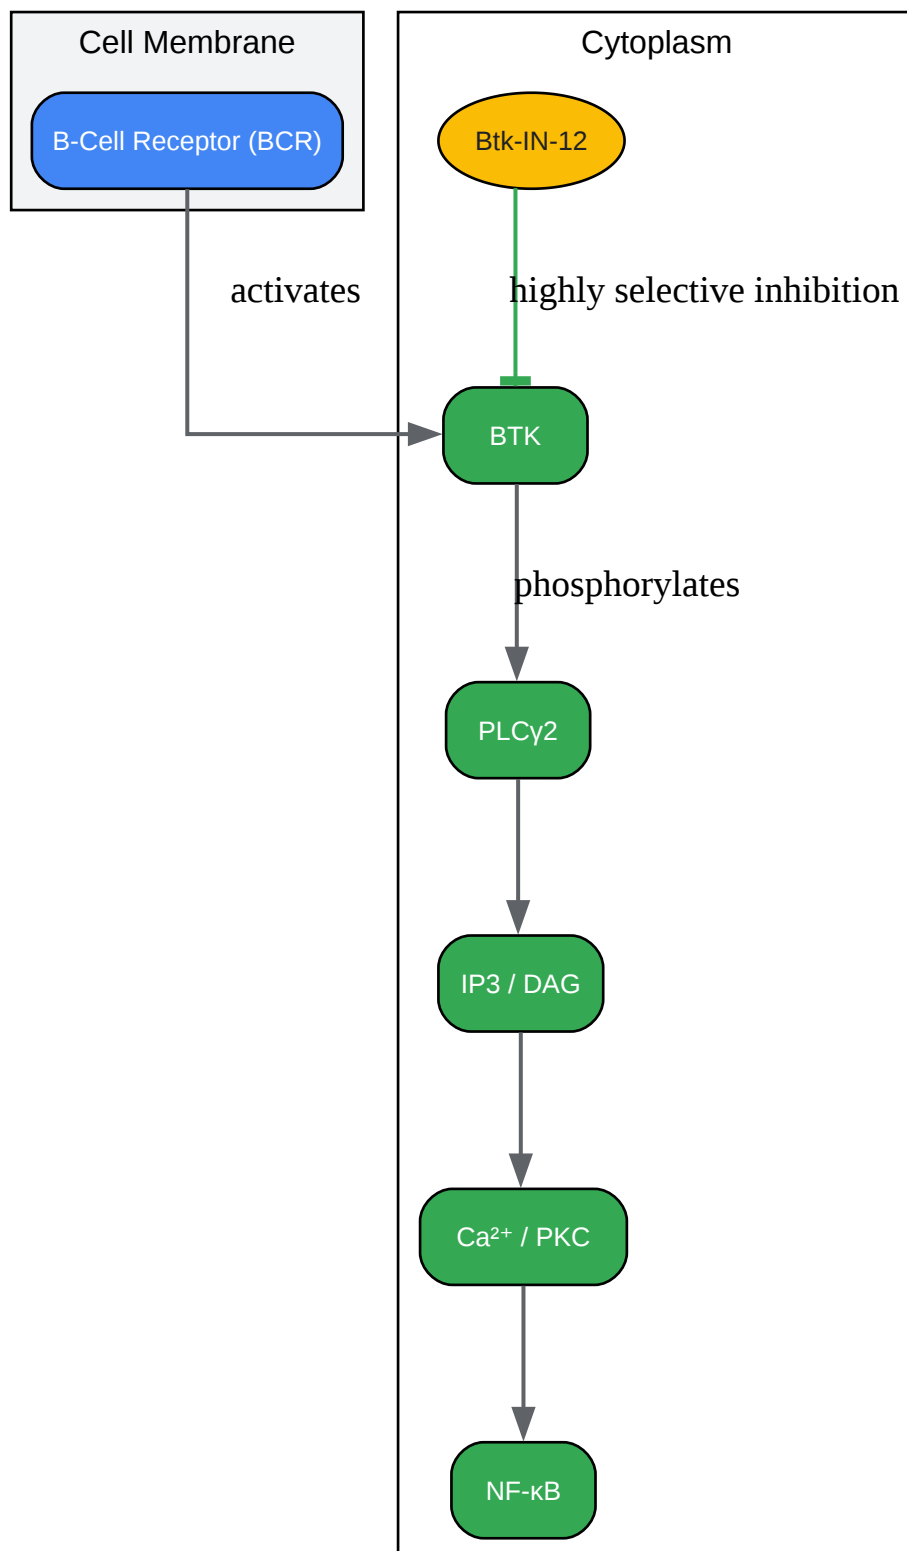 Cell Membrane
B-Cell Receptor (BCR)
activates
Cytoplasm
Btk-IN-12
highly selective inhibition
BTK
phosphorylates
PLCγ2
IP3 / DAG
Ca²⁺ / PKC
NF-κB